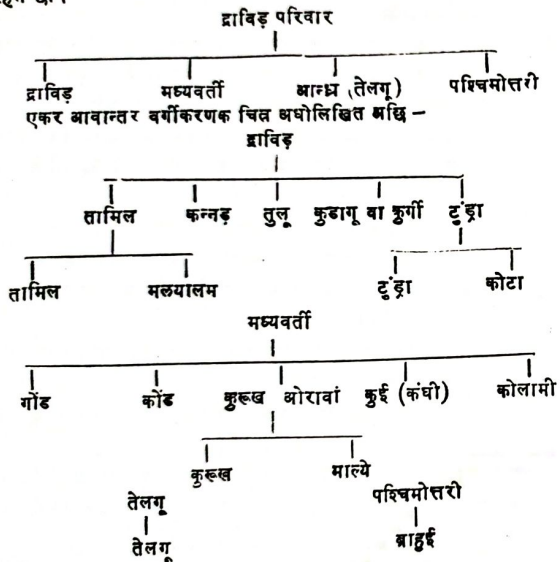 द्राविड़ परिवार
द्राविड़ मध्यवर्ती आन्ध्र (तेलगू) पश्चिमोत्तरी
एकर आवान्तर वर्गीकरणक चित्र अधोलिखित अछि –
द्राविड़
तामिल कन्नड़ तुलू कुडागू वा कुर्गी टुंड्रा
तामिल मलयालम टुंड्रा कोटा
मध्यवर्ती
गोंड कोंड कुरूख ओरावां कुई (कंघी) कोलामी
कुरूख माल्ये
तेलगू पश्चिमोत्तरी
तेलगू ब्राहुई